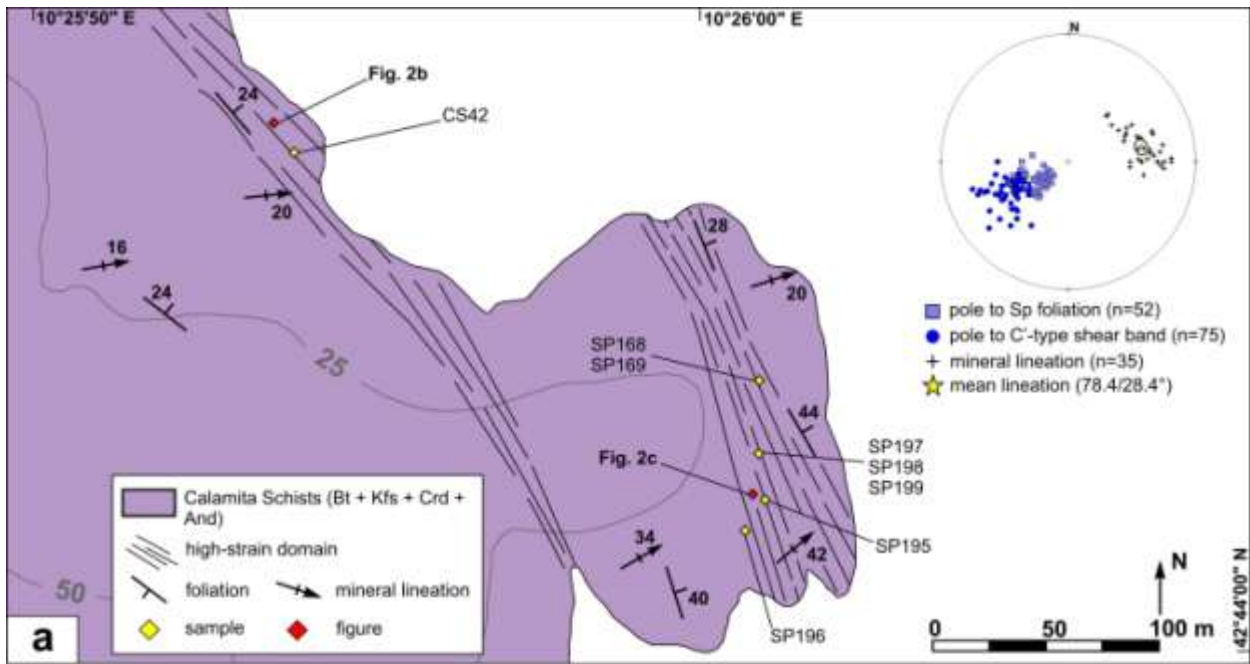 10°25'50" E
10°26'00" E
N
Fig. 2b
24
CS42
20
16
24
28
20
25
SP168
SP169
44
Fig. 2c
SP197
SP198
SP199
34
42
SP195
40
50
SP196
pole to Sp foliation (n=52)
pole to C'-type shear band (n=75)
mineral lineation (n=35)
mean lineation (78.4/28.4°)
Calamita Schists (Bt + Kfs + Crd +
And)
high-strain domain
foliation
mineral lineation
sample
figure
a
N
0 50 100 m
42°44'00" N